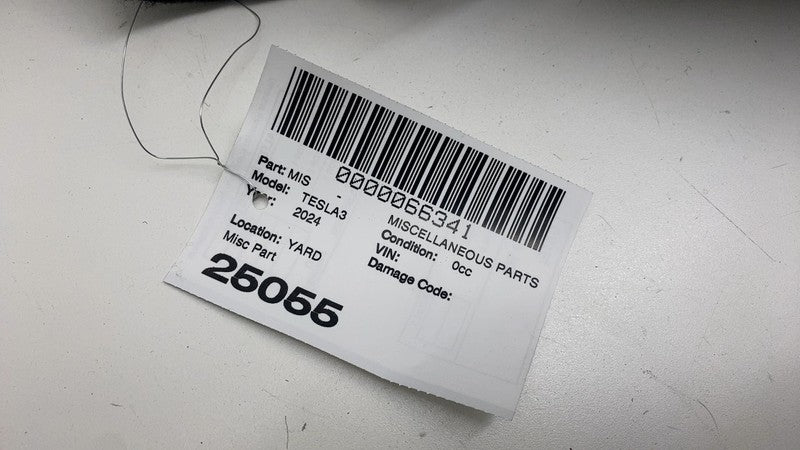 0000066341
Part: MIS - MISCELLANEOUS PARTS
Model: TESLA3 Condition: 0cc
Year: 2024 VIN:
Damage Code:
Location: YARD
Misc Part
25055